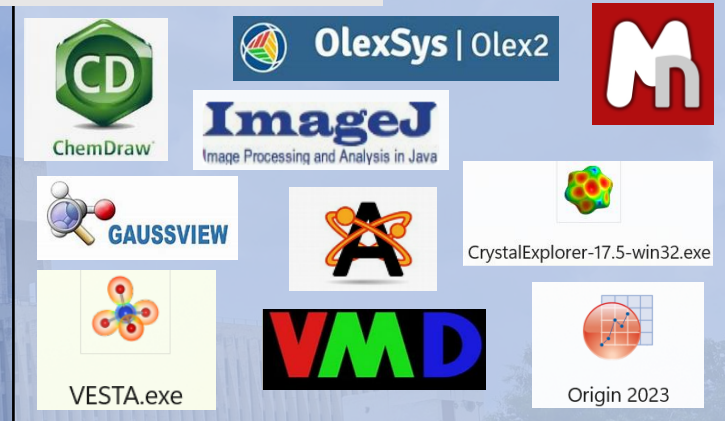 CD
ChemDraw
OlexSys | Olex2
Mn
ImageJ
Image Processing and Analysis in Java
GAUSSVIEW
A
CrystalExplorer-17.5-win32.exe
VESTA.exe
VMD
Origin 2023